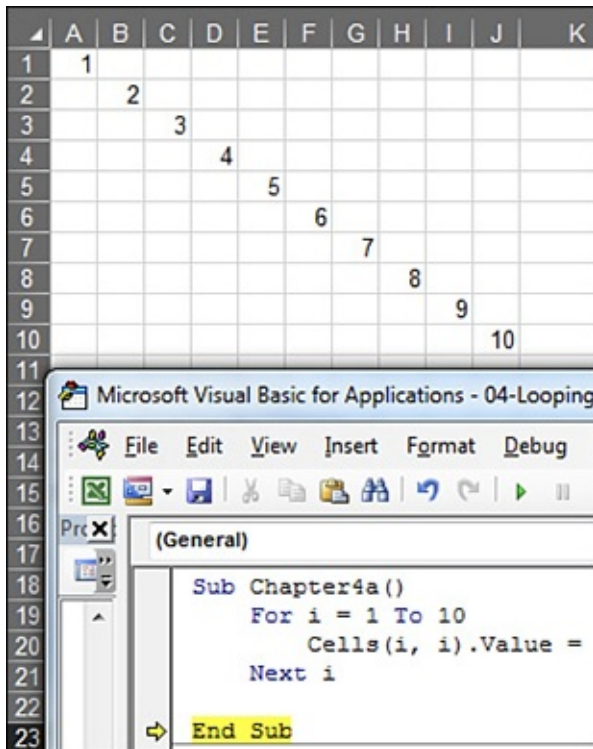 A B C D E F G H I J K
1 1
2 2
3 3
4 4
5 5
6 6
7 7
8 8
9 9
10 10
11
12
13
14
15
16
17
18
19
20
21
22
23
Microsoft Visual Basic for Applications - 04-Looping
File Edit View Insert Format Debug
(General)
Sub Chapter4a()
For i = 1 To 10
Cells(i, i).Value =
Next i
End Sub